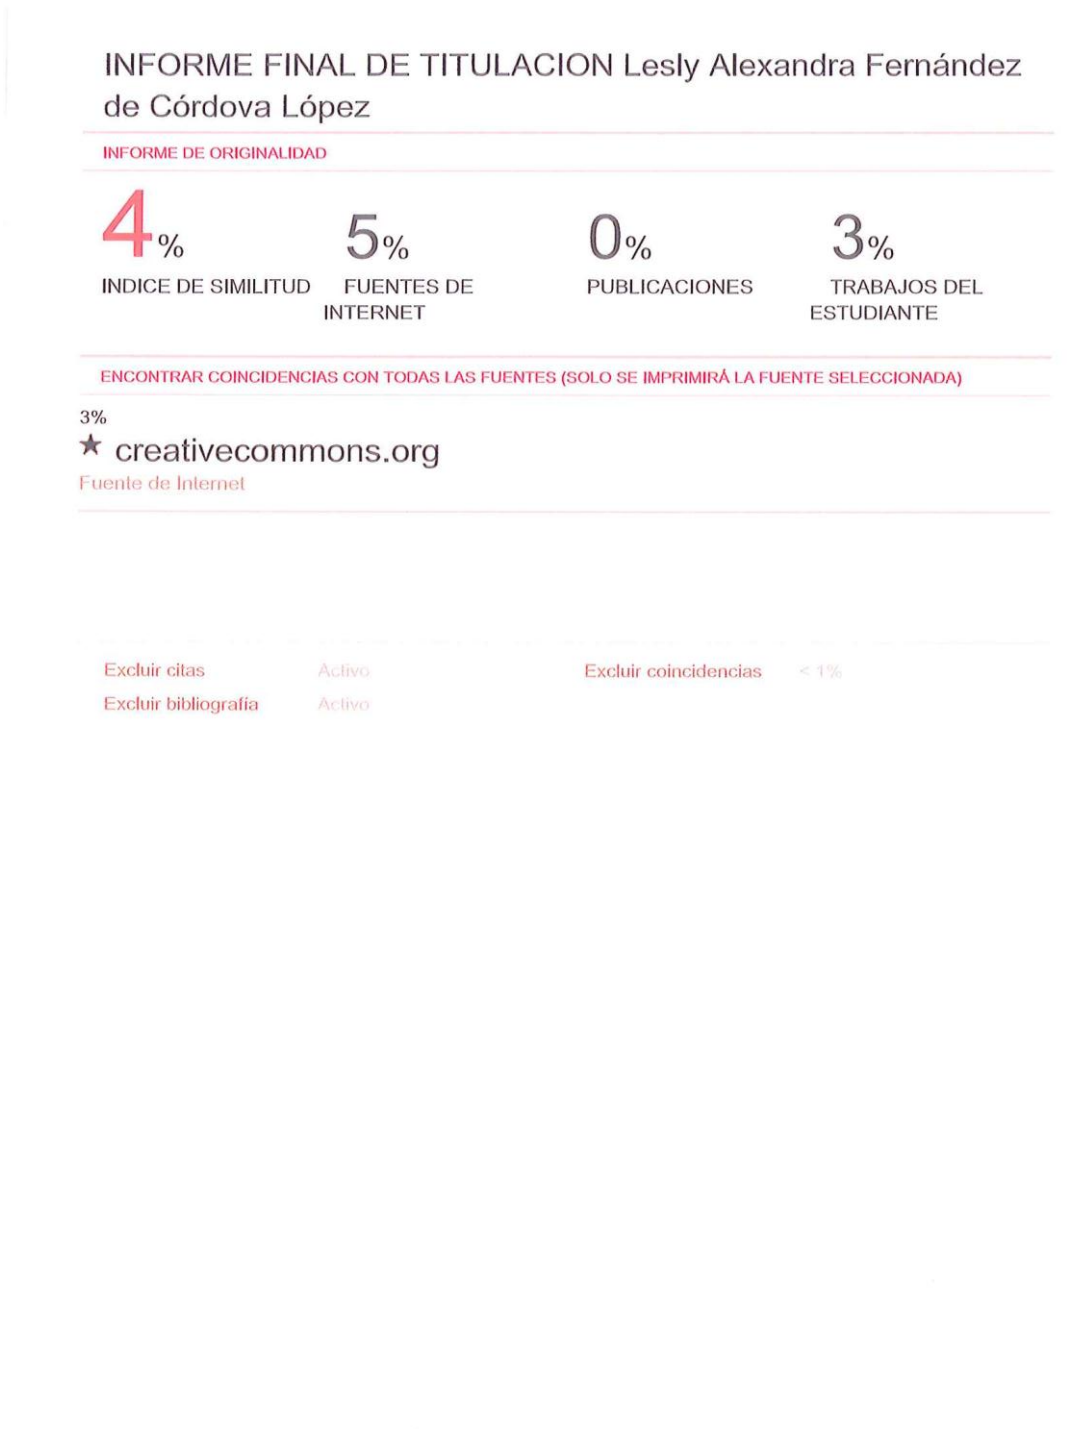 INFORME FINAL DE TITULACION Lesly Alexandra Fernández
de Córdova López
INFORME DE ORIGINALIDAD
4% 5% 0% 3%
INDICE DE SIMILITUD FUENTES DE PUBLICACIONES TRABAJOS DEL
INTERNET ESTUDIANTE
ENCONTRAR COINCIDENCIAS CON TODAS LAS FUENTES (SOLO SE IMPRIMIRÁ LA FUENTE SELECCIONADA)
3%
★ creativecommons.org
Fuente de Internet
Excluir citas Activo Excluir coincidencias < 1%
Excluir bibliografía Activo